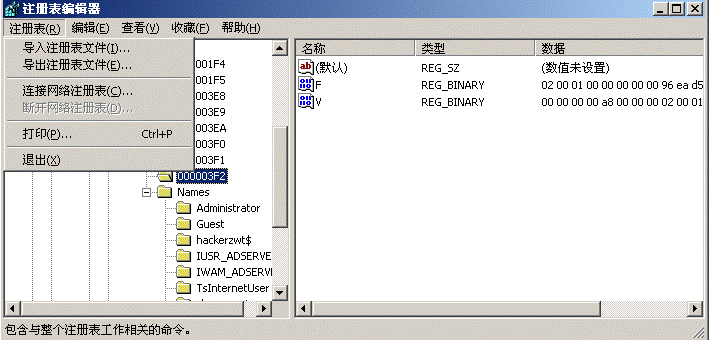 注册表编辑器
注册表(R) 编辑(E) 查看(V) 收藏(F) 帮助(H)
导入注册表文件(I)...
导出注册表文件(E)...
连接网络注册表(C)...
断开网络注册表(D)...
打印(P)... Ctrl+P
退出(X)
001F4
001F5
003E8
003E9
003EA
003F0
003F1
000003F2
Names
Administrator
Guest
hackerzwt$
IUSR_ADSERVE
IWAM_ADSERVE
TsInternetUser
名称 类型 数据
(默认) REG_SZ (数值未设置)
F REG_BINARY 02 00 01 00 00 00 00 00 96 ea d5
V REG_BINARY 00 00 00 00 a8 00 00 00 02 00 01
包含与整个注册表工作相关的命令。